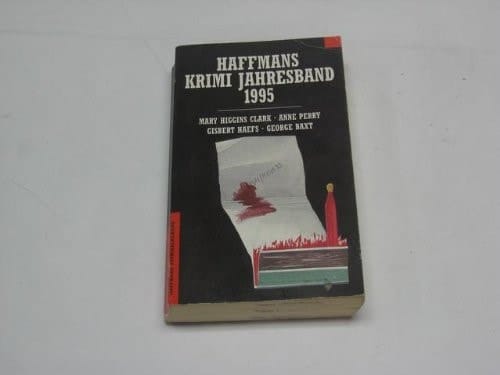 HAFFMANS
KRIMI JAHRESBAND
1995
MARY HIGGINS CLARK · ANNE PERRY
GISBERT HAEFS · GEORGE BAXT